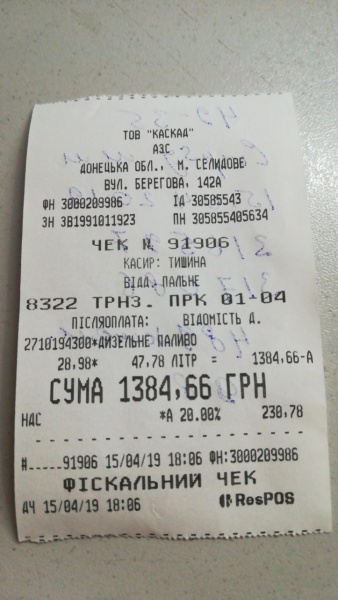 ТОВ "КАСКАД"
АЗС
ДОНЕЦЬКА ОБЛ., М. СЕЛИДОВЕ
ВУЛ. БЕРЕГОВА, 142А
ФН 3000209986 ІД 30585543
ЗН ЗВ1991011923 ПН 305855405634
ЧЕК № 91906
КАСИР: ТИШИНА
ВІДД. ПАЛЬНЕ
8322 ТРНЗ. ПРК 01-04
ПІСЛЯОПЛАТА: ВІДОМІСТЬ Д.
2710194300*ДИЗЕЛЬНЕ ПАЛИВО
28,98* 47,78 ЛІТР = 1384,66-А
СУМА 1384,66 ГРН
НДС *А 20.00% 230,78
#.....91906 15/04/19 18:06 ФН:3000209986
ФІСКАЛЬНИЙ ЧЕК
ДЧ 15/04/19 18:06 ResPOS